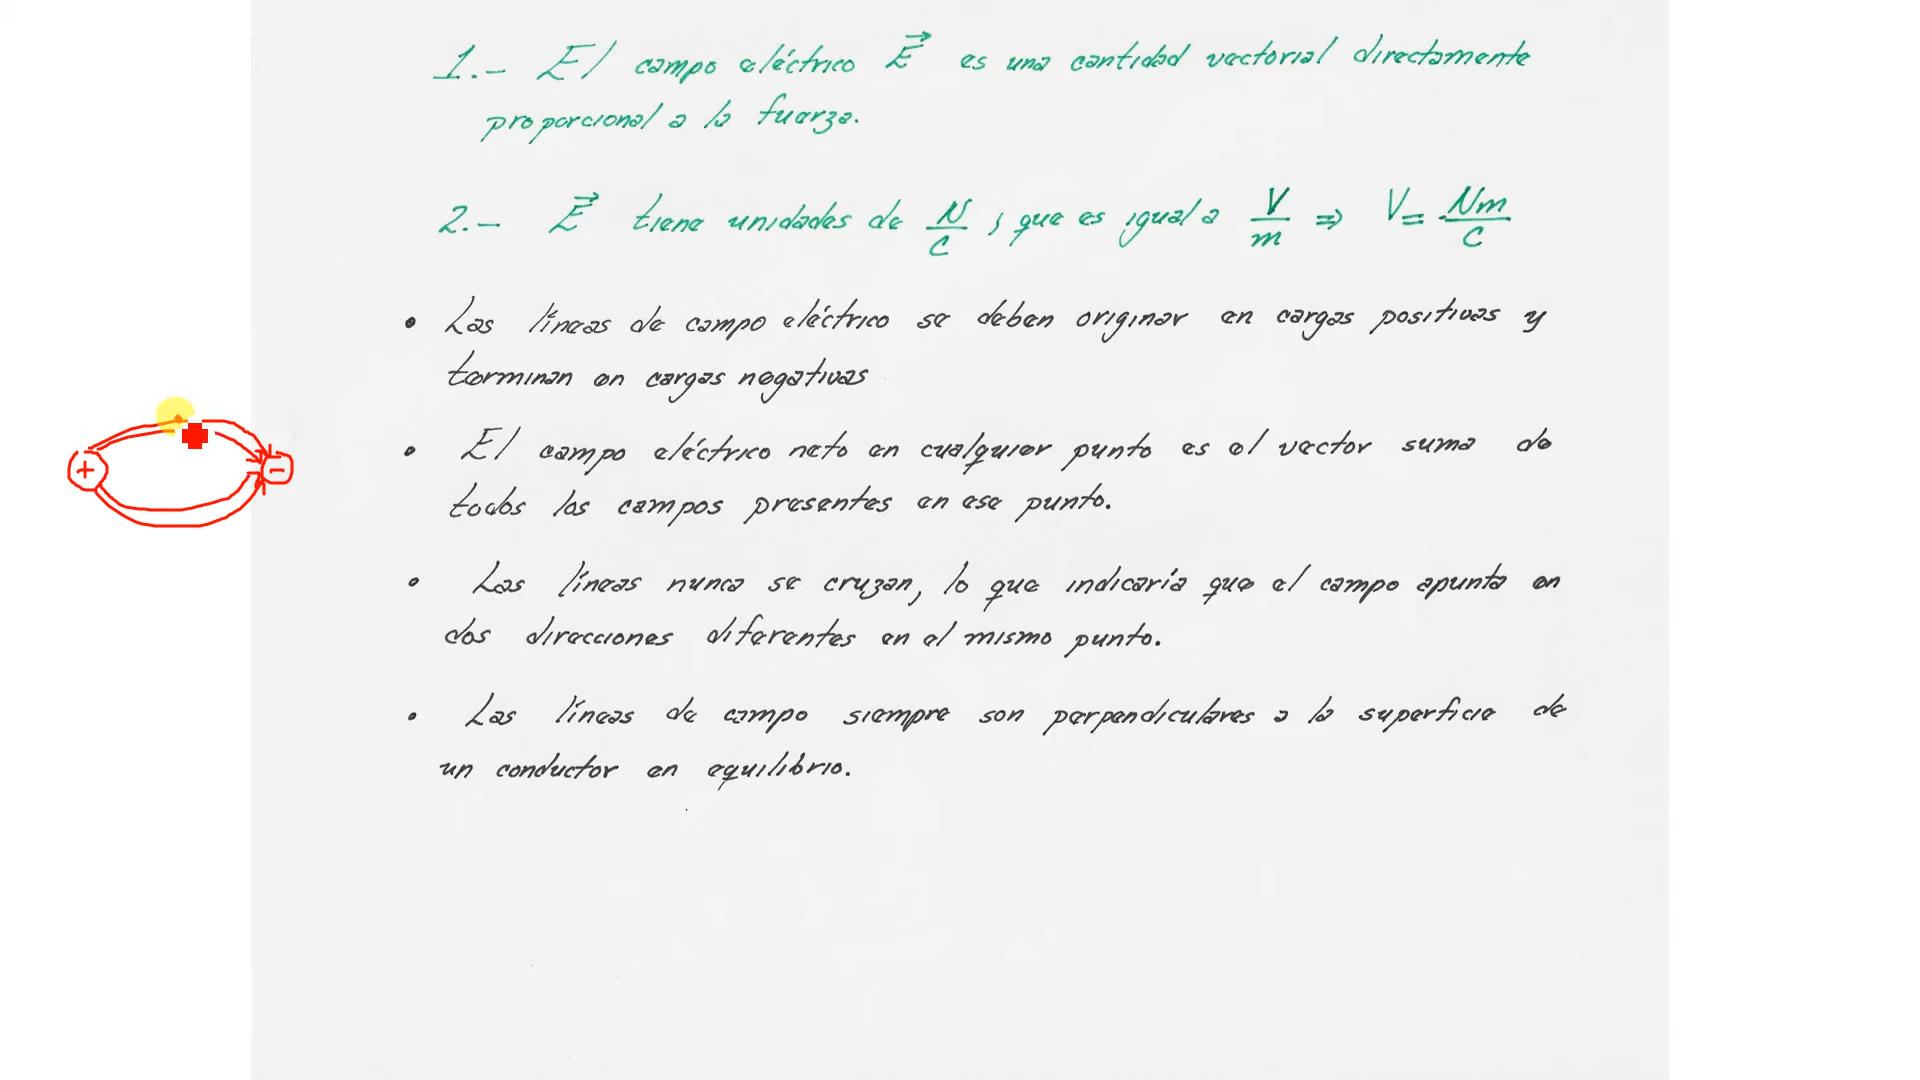 1.- El campo eléctrico E⃗ es una cantidad vectorial directamente
proporcional a la fuerza.
2.- E⃗ tiene unidades de N/C, que es igual a V/m ⇒ V = Nm/C
• Las líneas de campo eléctrico se deben originar en cargas positivas y
terminan en cargas negativas
• El campo eléctrico neto en cualquier punto es el vector suma de
todos los campos presentes en ese punto.
+ -
• Las líneas nunca se cruzan, lo que indicaría que el campo apunta en
dos direcciones diferentes en el mismo punto.
• Las líneas de campo siempre son perpendiculares a la superficie de
un conductor en equilibrio.